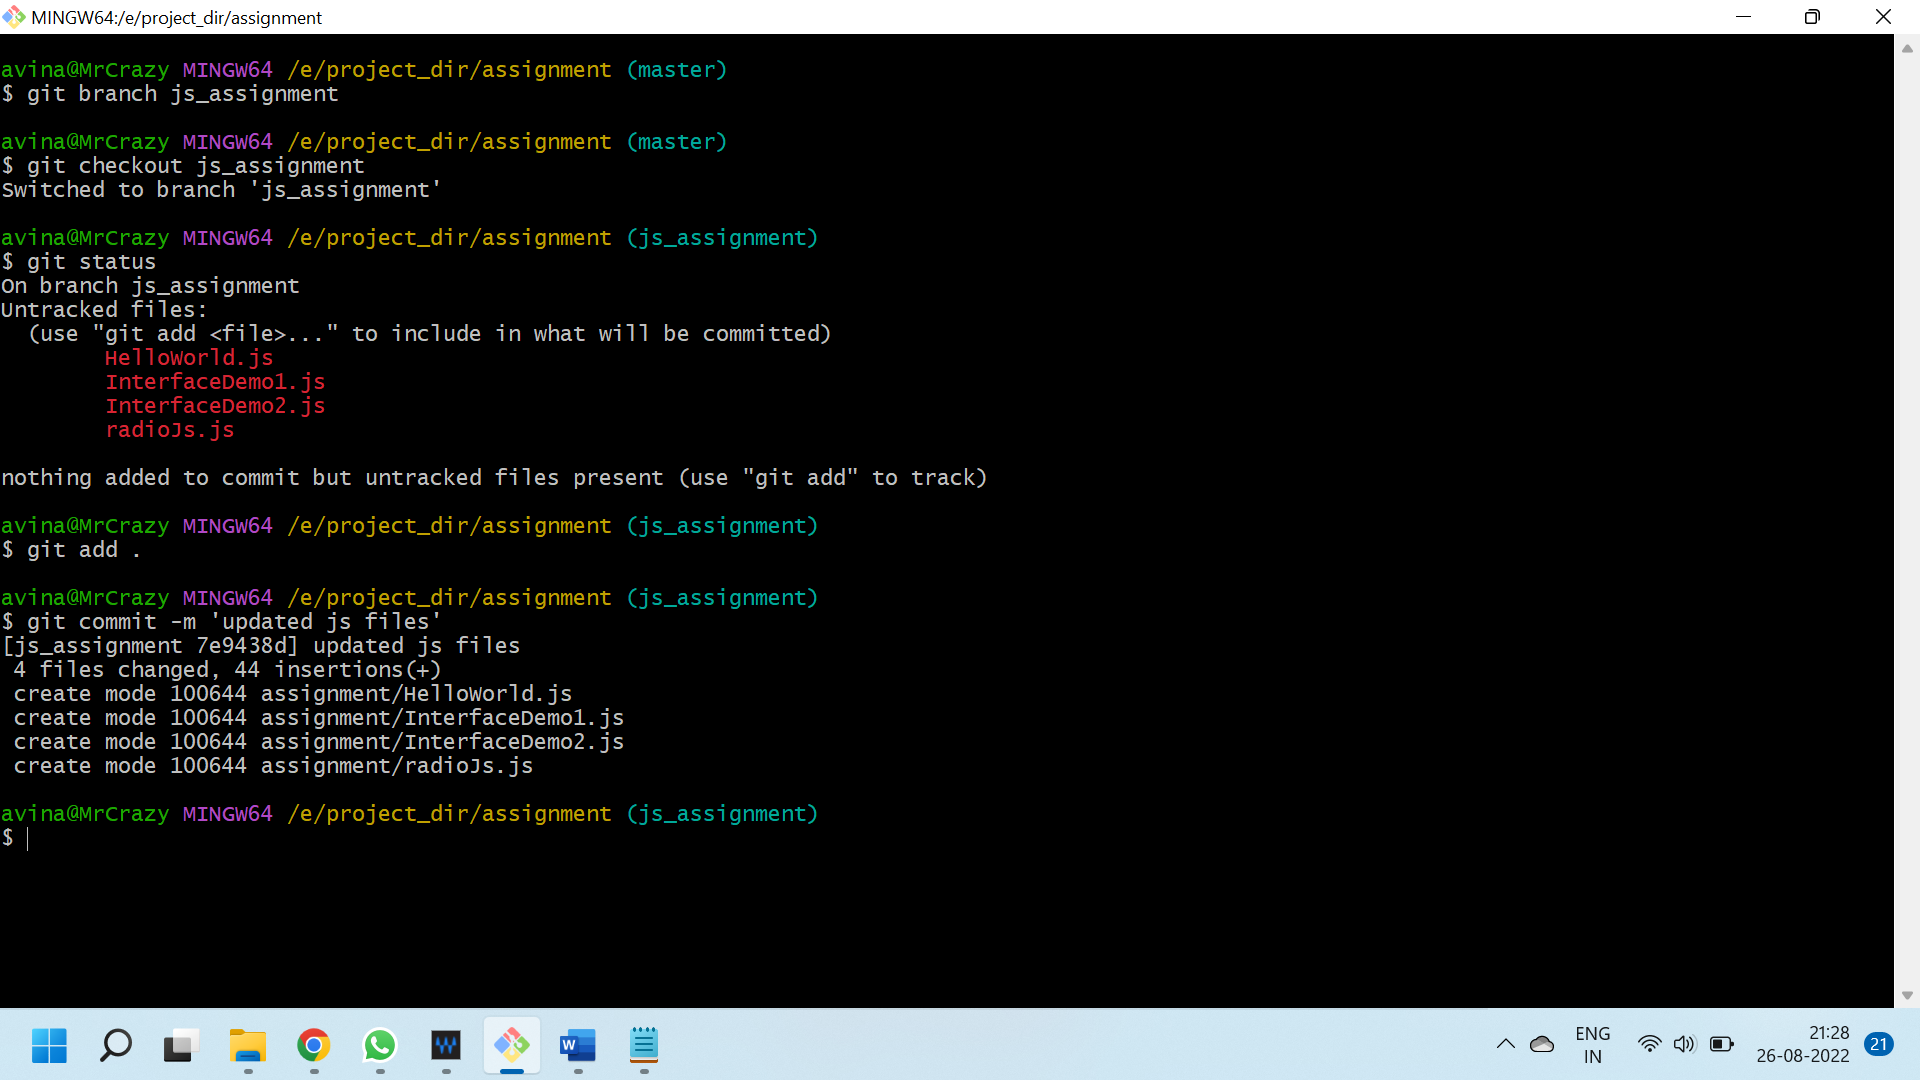 MINGW64:/e/project_dir/assignment
avina@MrCrazy MINGW64 /e/project_dir/assignment (master)
$ git branch js_assignment
avina@MrCrazy MINGW64 /e/project_dir/assignment (master)
$ git checkout js_assignment
Switched to branch 'js_assignment'
avina@MrCrazy MINGW64 /e/project_dir/assignment (js_assignment)
$ git status
On branch js_assignment
Untracked files:
  (use "git add <file>..." to include in what will be committed)
        HelloWorld.js
        InterfaceDemo1.js
        InterfaceDemo2.js
        radioJs.js
nothing added to commit but untracked files present (use "git add" to track)
avina@MrCrazy MINGW64 /e/project_dir/assignment (js_assignment)
$ git add .
avina@MrCrazy MINGW64 /e/project_dir/assignment (js_assignment)
$ git commit -m 'updated js files'
[js_assignment 7e9438d] updated js files
 4 files changed, 44 insertions(+)
 create mode 100644 assignment/HelloWorld.js
 create mode 100644 assignment/InterfaceDemo1.js
 create mode 100644 assignment/InterfaceDemo2.js
 create mode 100644 assignment/radioJs.js
avina@MrCrazy MINGW64 /e/project_dir/assignment (js_assignment)
$
W
ENG
IN
21:28
26-08-2022
21